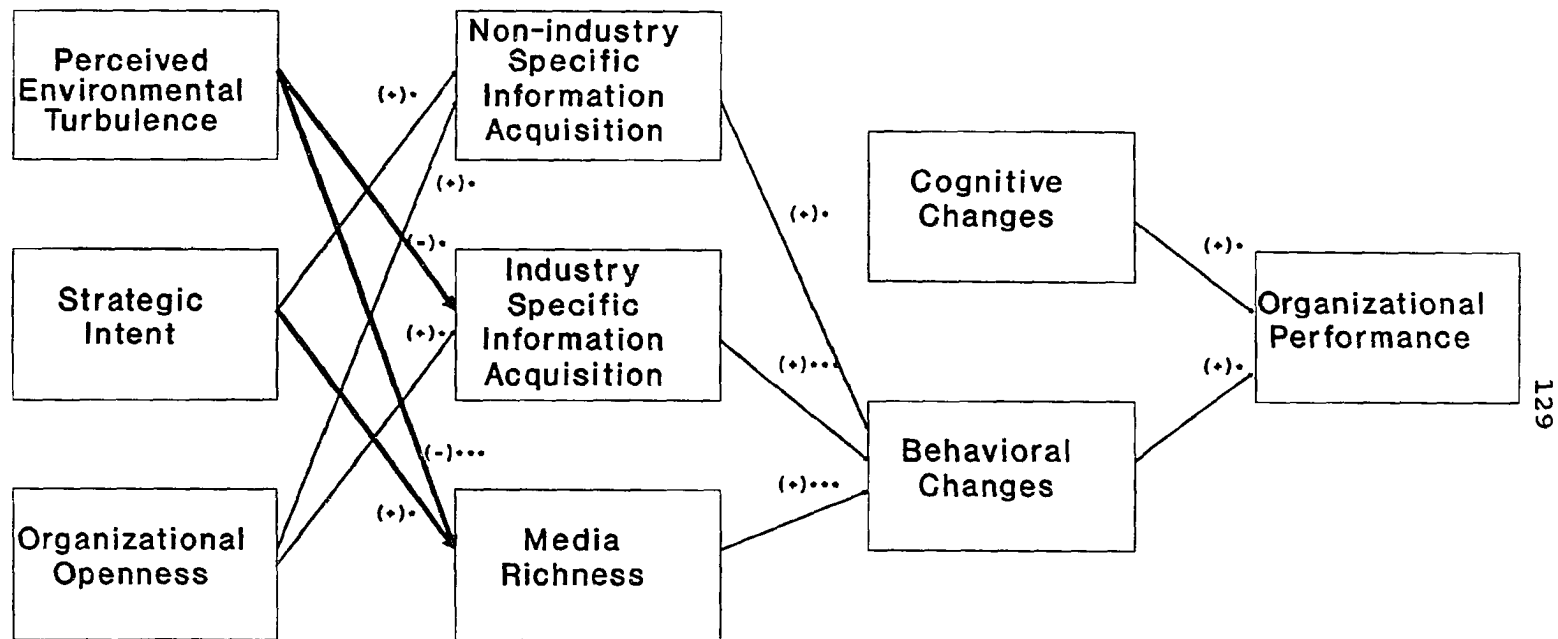 Perceived
Environmental
Turbulence
Strategic
Intent
Organizational
Openness
(+)*
(+)*
(-)*
(+)*
(-)***
(+)*
Non-industry
Specific
Information
Acquisition
Industry
Specific
Information
Acquisition
Media
Richness
(+)*
(+)***
(+)***
Cognitive
Changes
Behavioral
Changes
(+)*
(+)*
Organizational
Performance
129